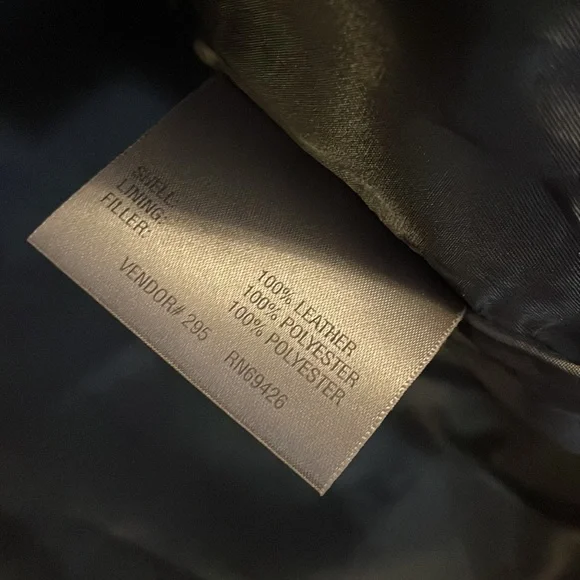 SHELL: 100% LEATHER
LINING: 100% POLYESTER
FILLER: 100% POLYESTER
VENDOR# 295 RN69426